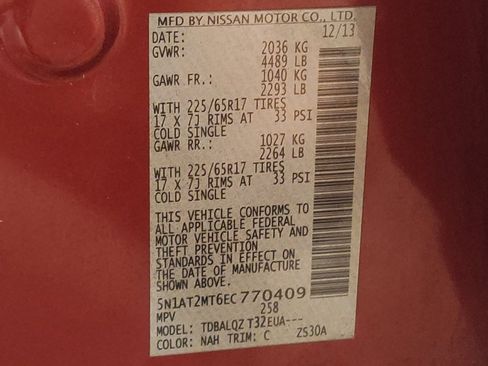 MFD BY NISSAN MOTOR CO., LTD.
DATE: 12/13
GVWR: 2036 KG
4489 LB
GAWR FR.: 1040 KG
2293 LB
WITH 225/65R17 TIRES
17 X 7J RIMS AT 33 PSI
COLD SINGLE
GAWR RR.: 1027 KG
2264 LB
WITH 225/65R17 TIRES
17 X 7J RIMS AT 33 PSI
COLD SINGLE
THIS VEHICLE CONFORMS TO
ALL APPLICABLE FEDERAL
MOTOR VEHICLE SAFETY AND
THEFT PREVENTION
STANDARDS IN EFFECT ON
THE DATE OF MANUFACTURE
SHOWN ABOVE.
5N1AT2MT6EC770409
MPV 258
MODEL: TDBALQZ T32EUA---
COLOR: NAH TRIM: C ZS30A